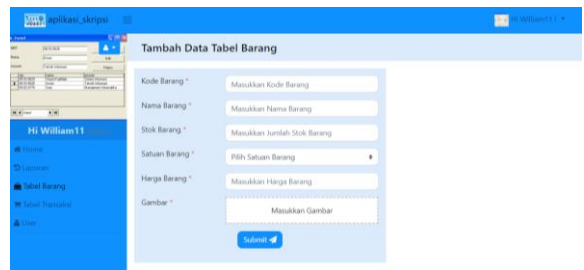 aplikasi_skripsi
Hi William11
Tambah Data Tabel Barang
Kode Barang *
Masukkan Kode Barang
Nama Barang *
Masukkan Nama Barang
Stok Barang *
Masukkan Jumlah Stok Barang
Satuan Barang *
Pilih Satuan Barang
Harga Barang *
Masukkan Harga Barang
Gambar *
Masukkan Gambar
Submit
Hi William11
Home
Laporan
Tabel Barang
Tabel Transaksi
User